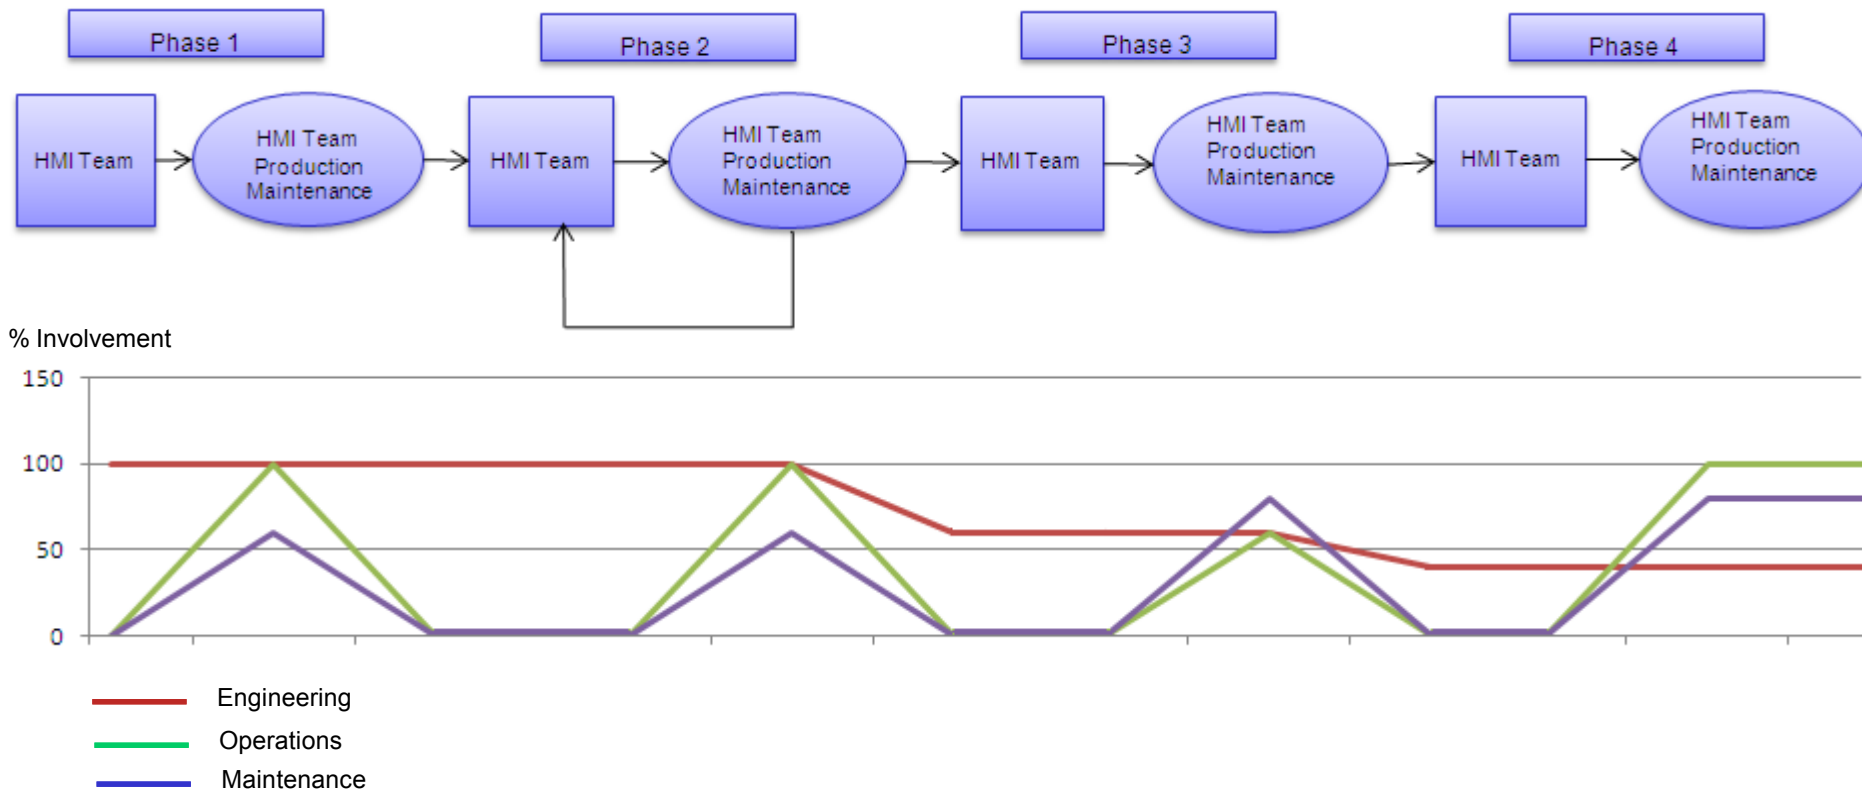 Phase 1
Phase 2
Phase 3
Phase 4
HMI Team
HMI Team
Production
Maintenance
HMI Team
HMI Team
Production
Maintenance
HMI Team
HMI Team
Production
Maintenance
HMI Team
HMI Team
Production
Maintenance
% Involvement
150
100
50
0
Engineering
Operations
Maintenance